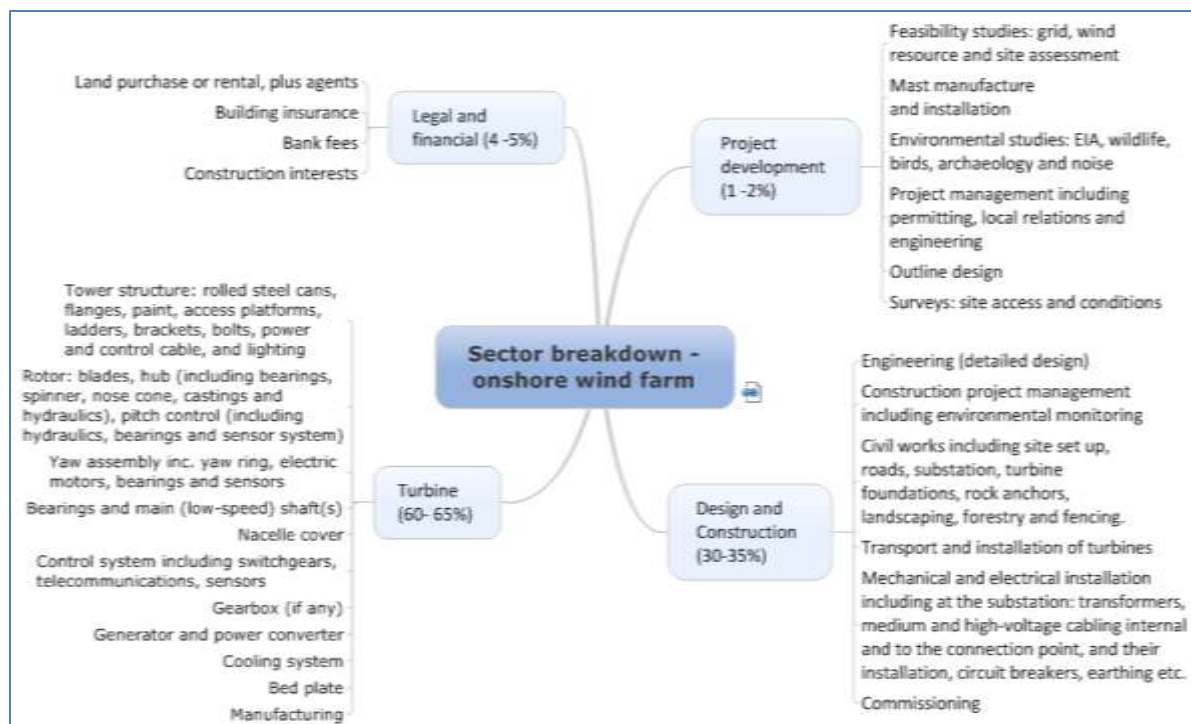 Sector breakdown -
onshore wind farm
Legal and
financial (4 -5%)
Land purchase or rental, plus agents
Building insurance
Bank fees
Construction interests
Project
development
(1 -2%)
Feasibility studies: grid, wind
resource and site assessment
Mast manufacture
and installation
Environmental studies: EIA, wildlife,
birds, archaeology and noise
Project management including
permitting, local relations and
engineering
Outline design
Surveys: site access and conditions
Turbine
(60- 65%)
Tower structure: rolled steel cans,
flanges, paint, access platforms,
ladders, brackets, bolts, power
and control cable, and lighting
Rotor: blades, hub (including bearings,
spinner, nose cone, castings and
hydraulics), pitch control (including
hydraulics, bearings and sensor system)
Yaw assembly inc. yaw ring, electric
motors, bearings and sensors
Bearings and main (low-speed) shaft(s)
Nacelle cover
Control system including switchgears,
telecommunications, sensors
Gearbox (if any)
Generator and power converter
Cooling system
Bed plate
Manufacturing
Design and
Construction
(30-35%)
Engineering (detailed design)
Construction project management
including environmental monitoring
Civil works including site set up,
roads, substation, turbine
foundations, rock anchors,
landscaping, forestry and fencing.
Transport and installation of turbines
Mechanical and electrical installation
including at the substation: transformers,
medium and high-voltage cabling internal
and to the connection point, and their
installation, circuit breakers, earthing etc.
Commissioning